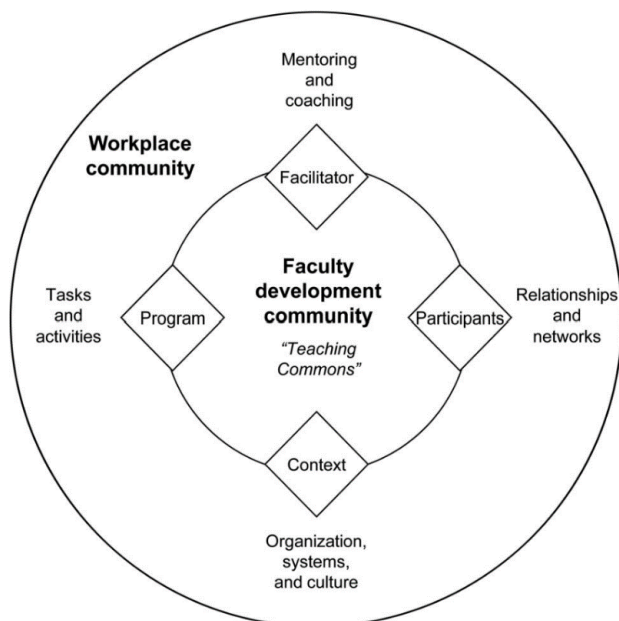 Mentoring
and
coaching
Workplace
community
Facilitator
Faculty
development
community
"Teaching
Commons"
Tasks
and
activities
Program
Participants
Relationships
and
networks
Context
Organization,
systems,
and culture